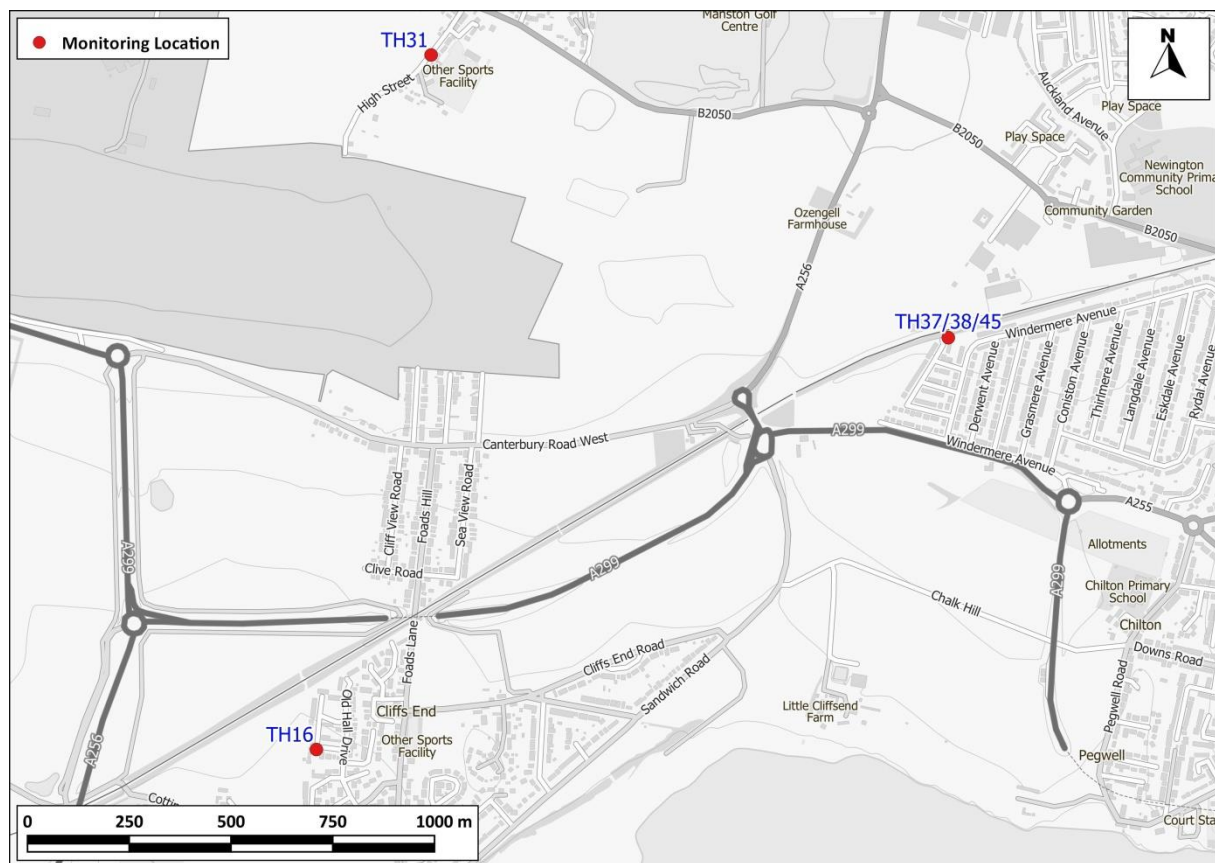 Monitoring Location
N
TH31
Manston Golf
Centre
Other Sports
Facility
High Street
B2050
Auckland Avenue
Play Space
B2050
Play Space
Newington
Community Prima
School
Community Garden
B2050
Ozengell
Farmhouse
A256
TH37/38/45
Windermere Avenue
Derwent Avenue
Grasmere Avenue
Coniston Avenue
Thirlmere Avenue
Langdale Avenue
Eskdale Avenue
Rydal Avenue
Canterbury Road West
A299
Windermere Avenue
A255
Cliff View Road
Foads Hill
Sea View Road
Clive Road
A299
A299
A299
Allotments
Chilton Primary
School
Chilton
Chalk Hill
Downs Road
Pegwell Road
Foads Lane
Cliffs End Road
Sandwich Road
Old Hall Drive
Cliffs End
Other Sports
Facility
Little Cliffsend
Farm
TH16
A256
Pegwell
Cotti
Court Sta
0 250 500 750 1000 m